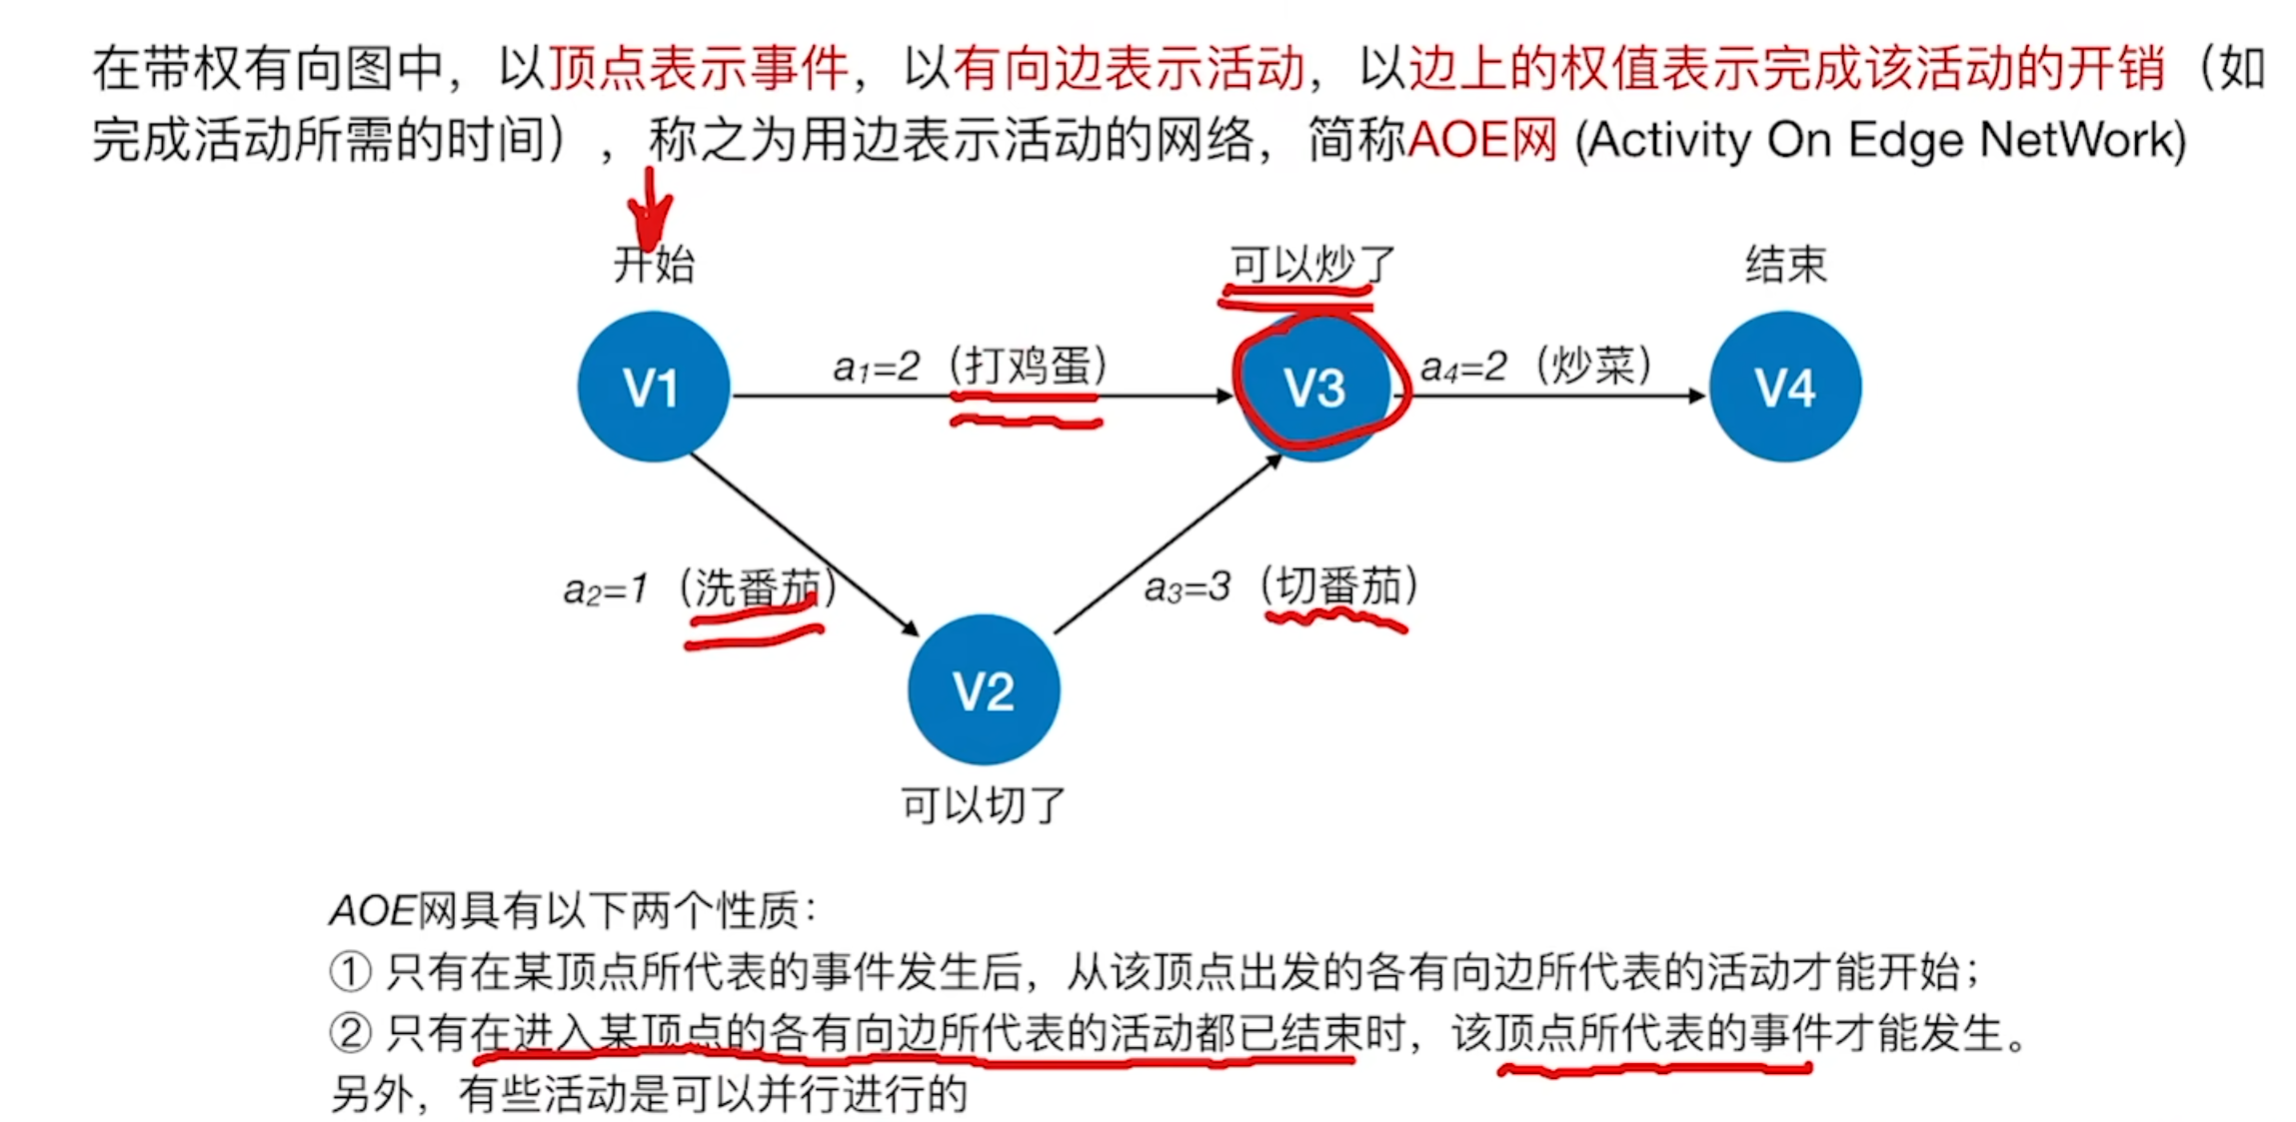 在带权有向图中，以顶点表示事件，以有向边表示活动，以边上的权值表示完成该活动的开销（如
完成活动所需的时间），称之为用边表示活动的网络，简称AOE网 (Activity On Edge NetWork)
开始
可以炒了
结束
V1
a₁=2（打鸡蛋）
V3
a₄=2（炒菜）
V4
a₂=1（洗番茄）
a₃=3（切番茄）
V2
可以切了
AOE网具有以下两个性质：
① 只有在某顶点所代表的事件发生后，从该顶点出发的各有向边所代表的活动才能开始；
② 只有在进入某顶点的各有向边所代表的活动都已结束时，该顶点所代表的事件才能发生。
另外，有些活动是可以并行进行的